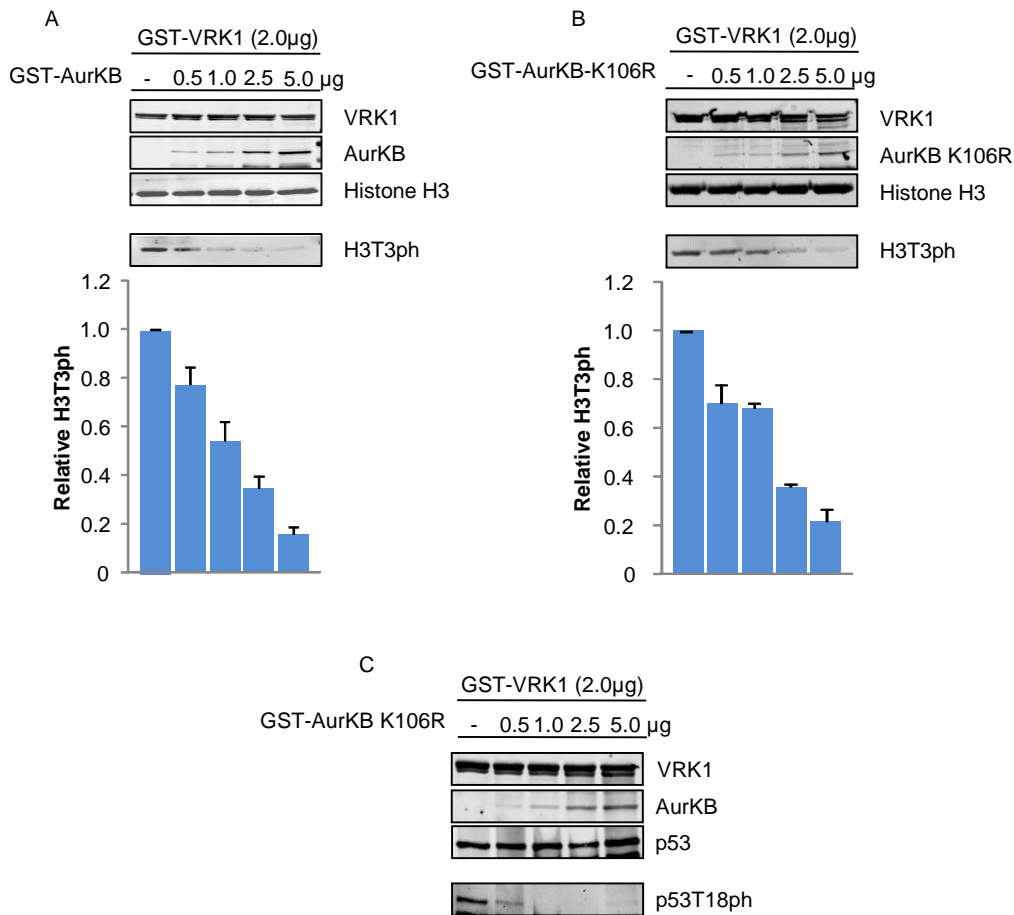 A
GST-VRK1 (2.0µg)
GST-AurKB - 0.5 1.0 2.5 5.0 µg
VRK1
AurKB
Histone H3
H3T3ph
1.2
1.0
0.8
0.6
0.4
0.2
0
Relative H3T3ph
B
GST-VRK1 (2.0µg)
GST-AurKB-K106R - 0.5 1.0 2.5 5.0 µg
VRK1
AurKB K106R
Histone H3
H3T3ph
1.2
1.0
0.8
0.6
0.4
0.2
0
Relative H3T3ph
C
GST-VRK1 (2.0µg)
GST-AurKB K106R - 0.5 1.0 2.5 5.0 µg
VRK1
AurKB
p53
p53T18ph